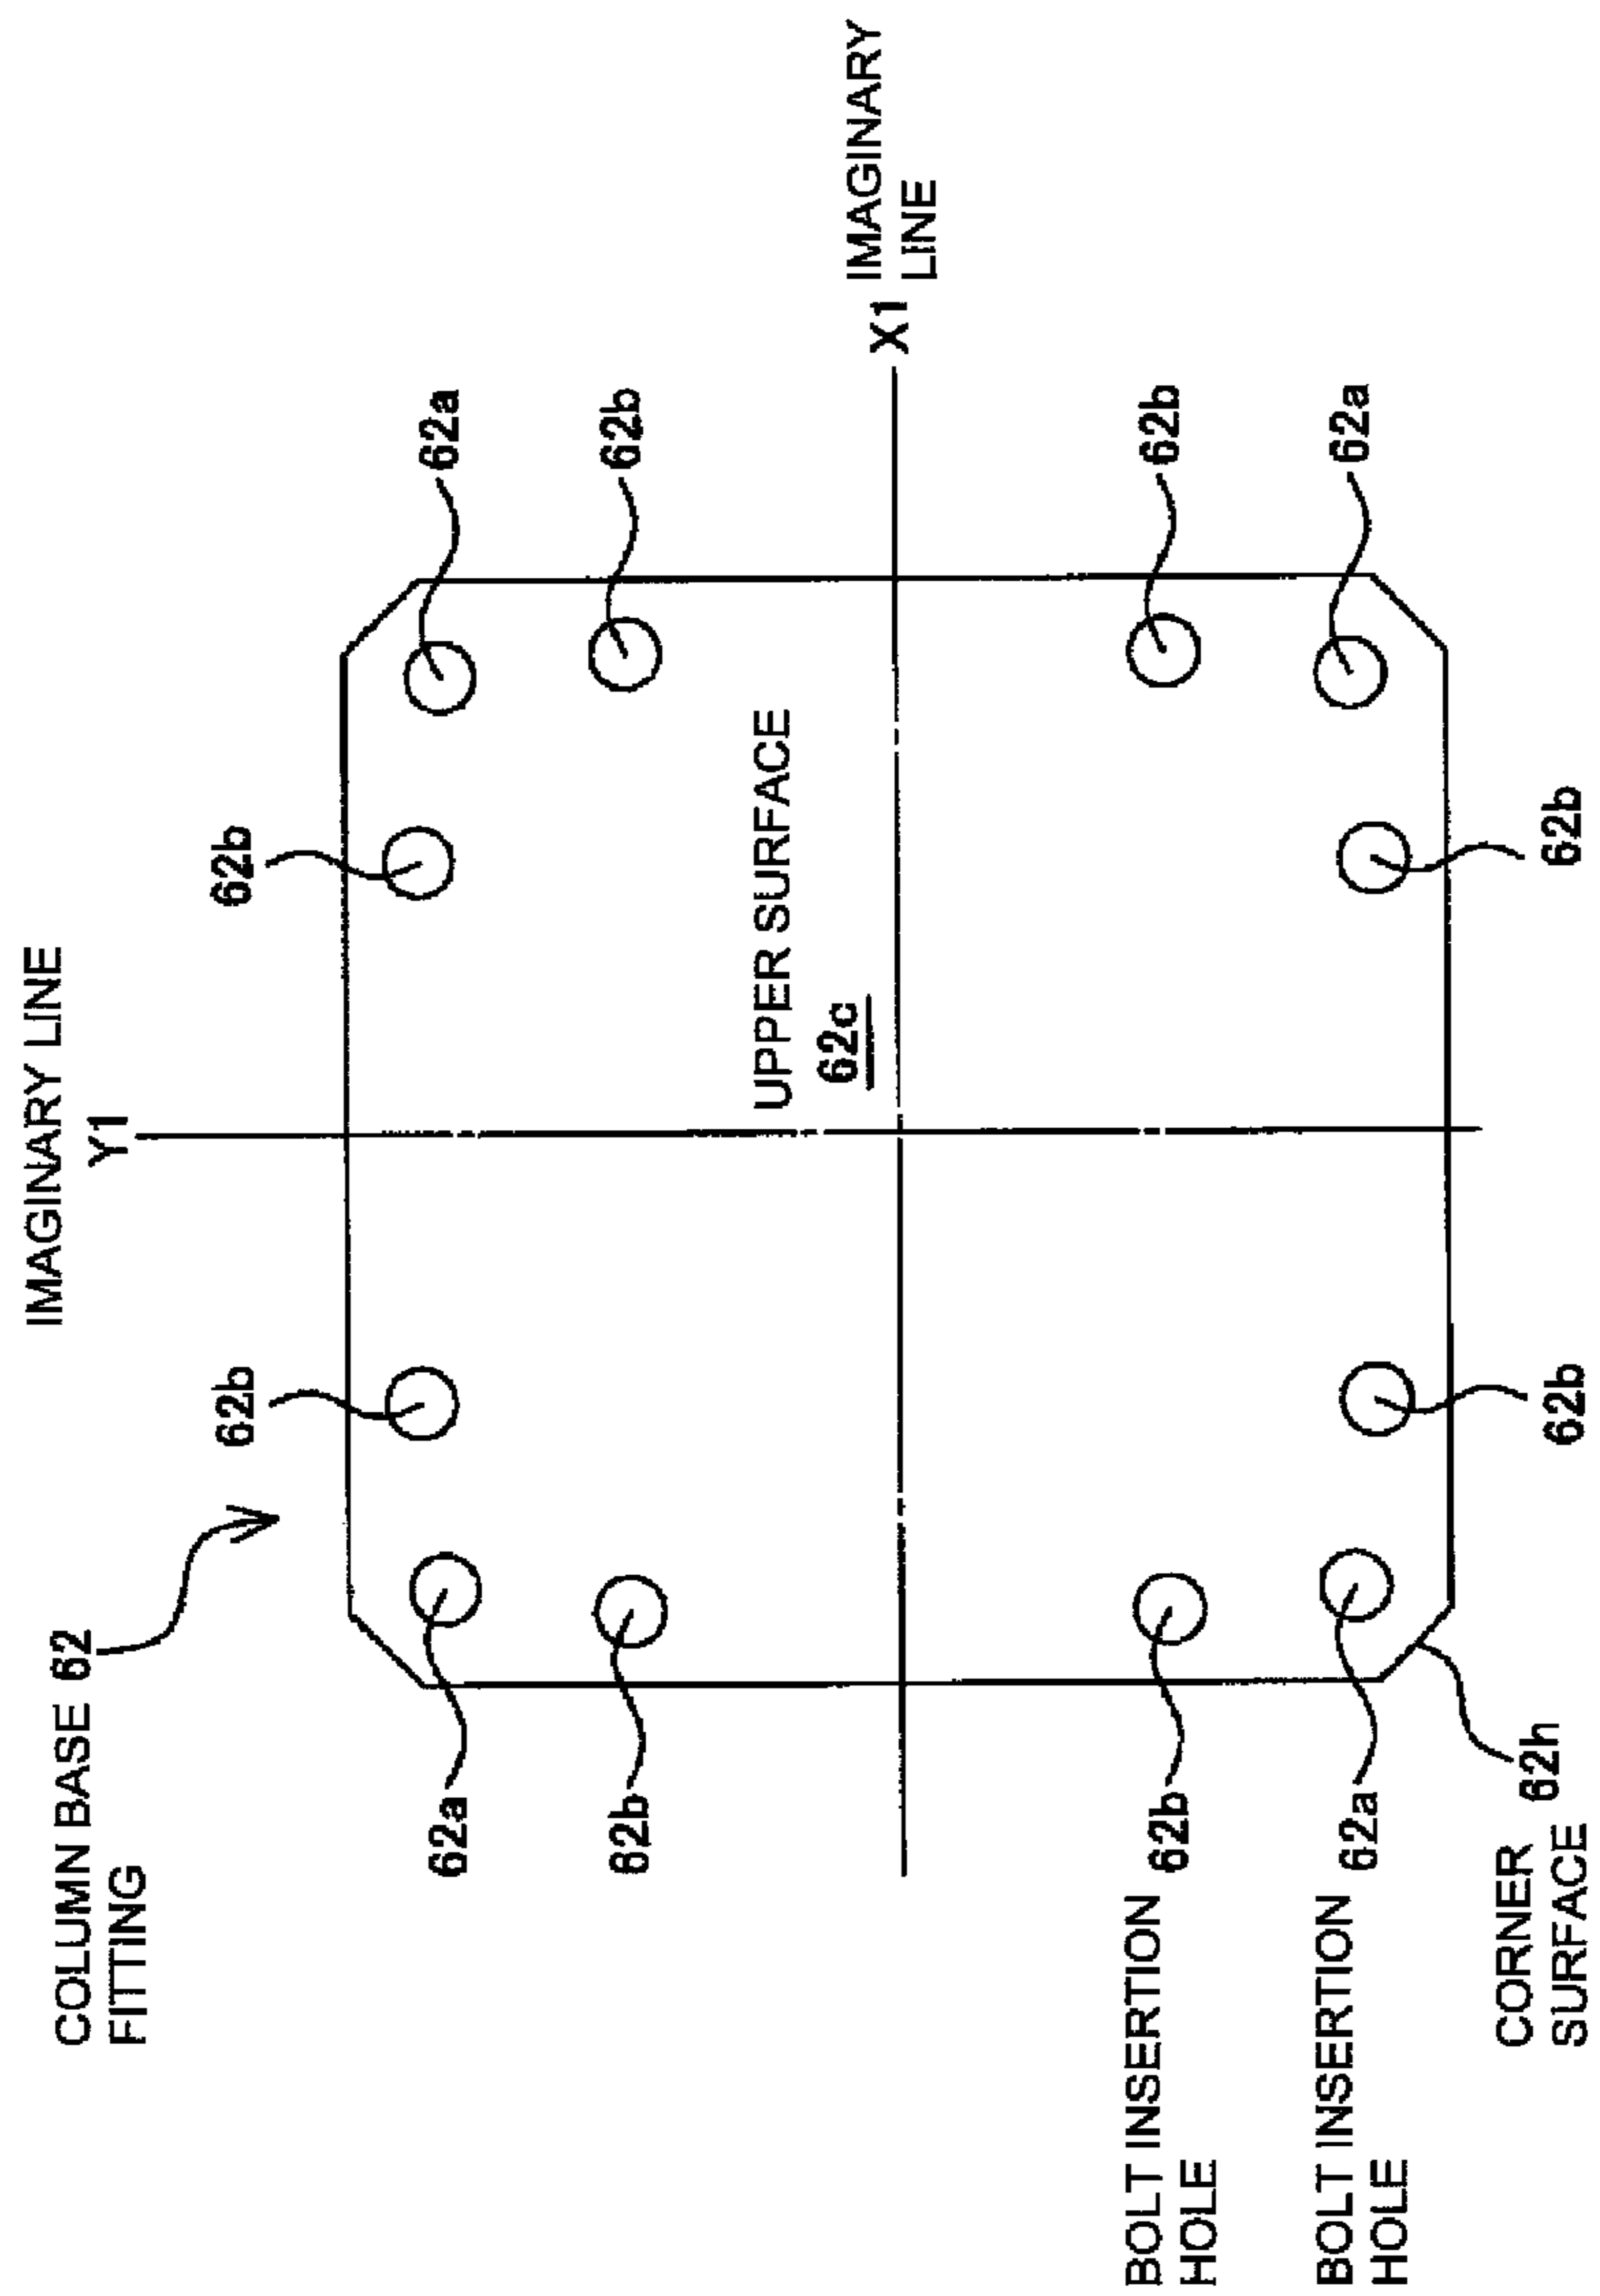 IMAGINARY LINE
Y1
COLUMN BASE 62
FITTING
62b
62b
62a
62a
62b
62b
UPPER SURFACE
62c
X1 IMAGINARY
LINE
BOLT INSERTION 62b
HOLE
62b
BOLT INSERTION 62a
HOLE
62a
CORNER 62h
SURFACE
62b
62b